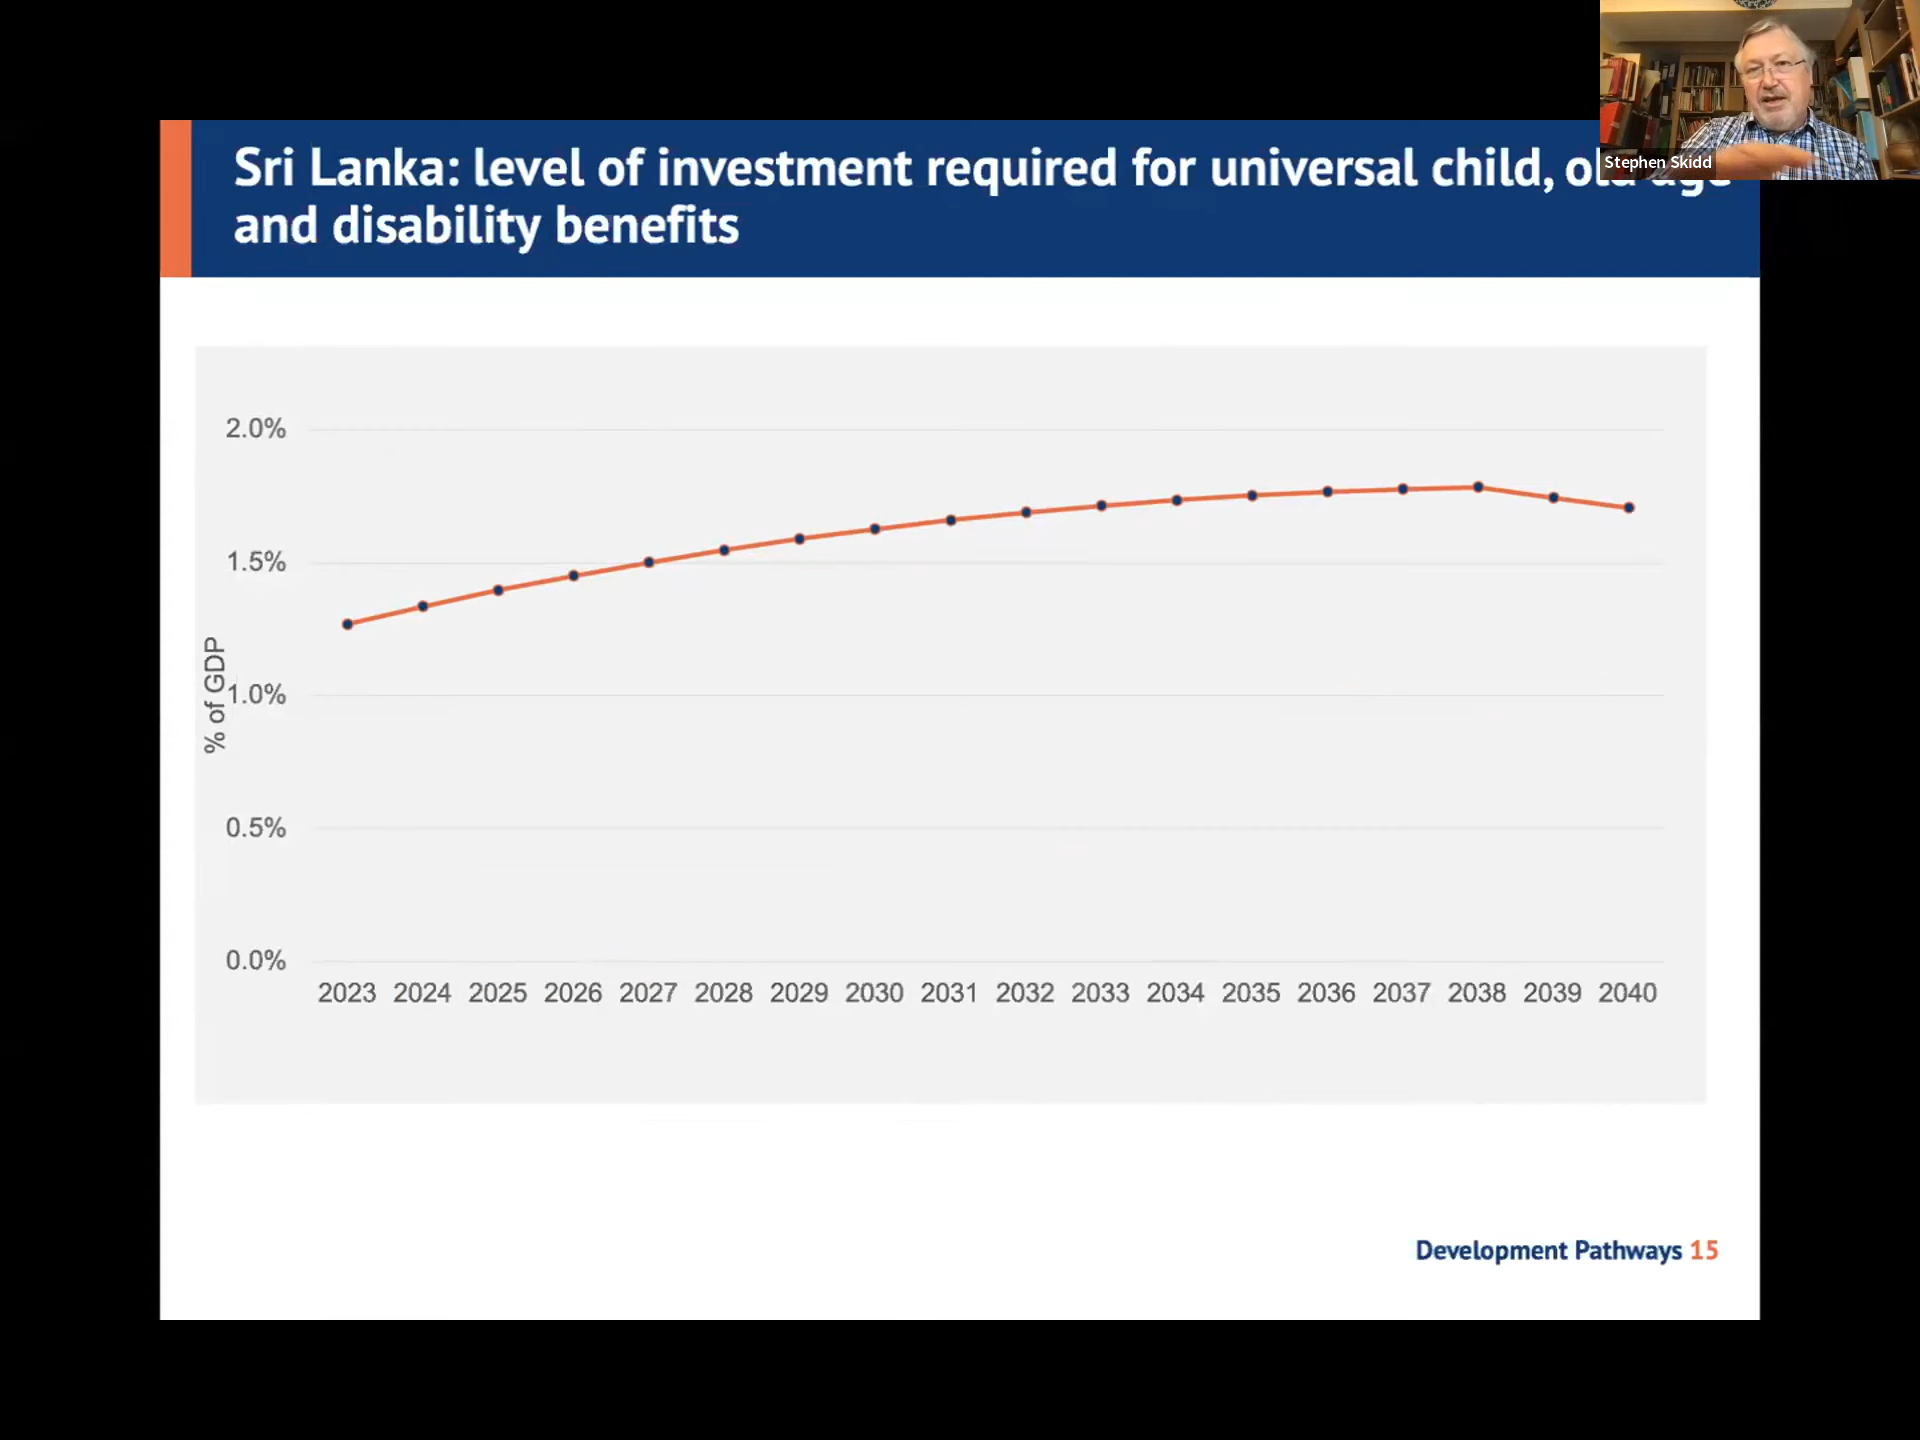 Stephen Skidd
Sri Lanka: level of investment required for universal child, old age
and disability benefits
2.0%
1.5%
1.0%
0.5%
0.0%
% of GDP
2023 2024 2025 2026 2027 2028 2029 2030 2031 2032 2033 2034 2035 2036 2037 2038 2039 2040
Development Pathways 15